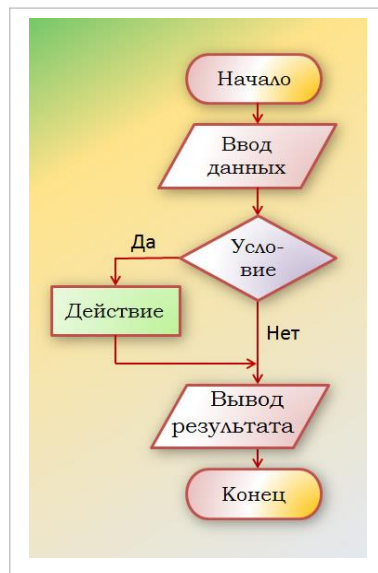 Начало
Ввод
данных
Усло-
вие
Да
Действие
Нет
Вывод
результата
Конец